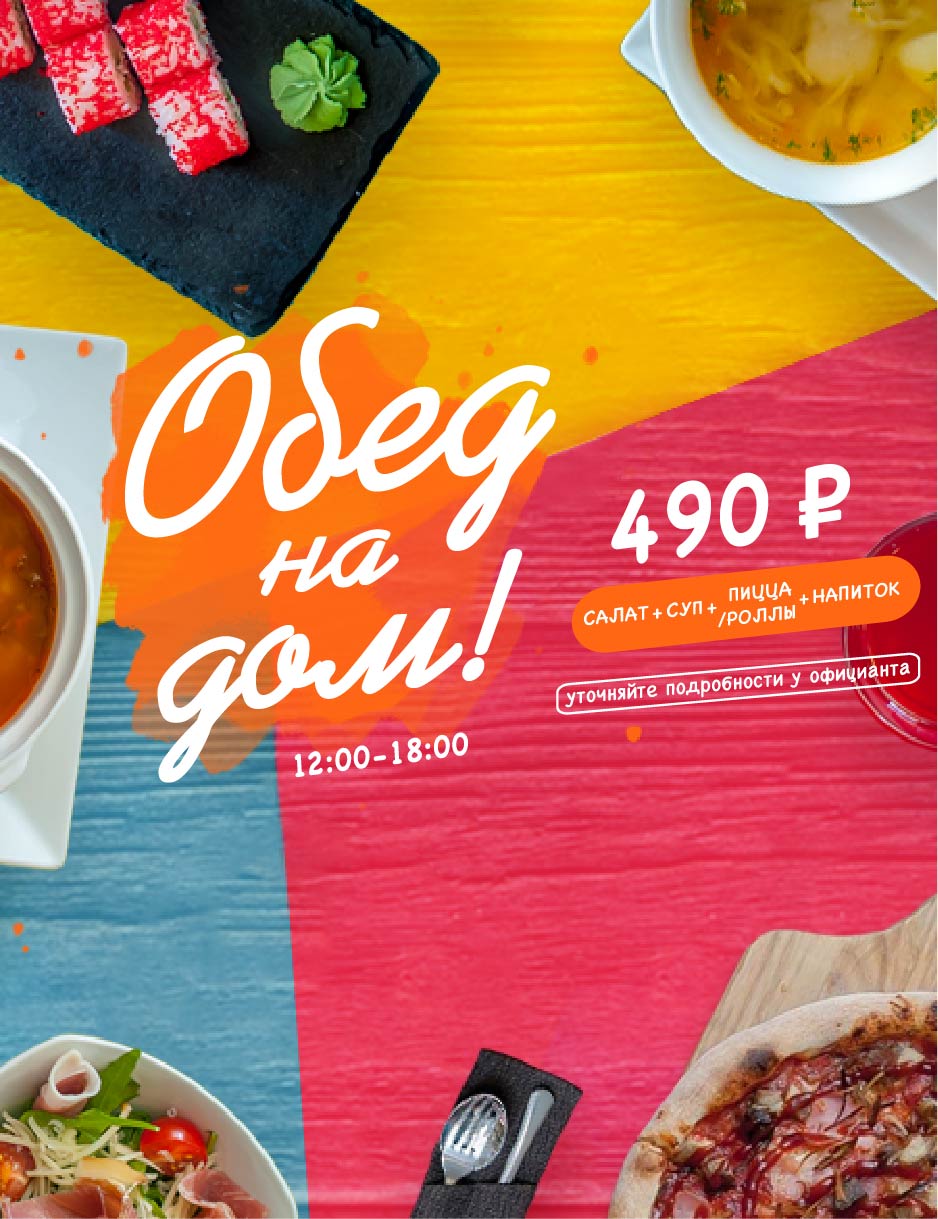 Обед
на
дом!
12:00-18:00
490 ₽
САЛАТ + СУП + ПИЦЦА /РОЛЛЫ + НАПИТОК
уточняйте подробности у официанта